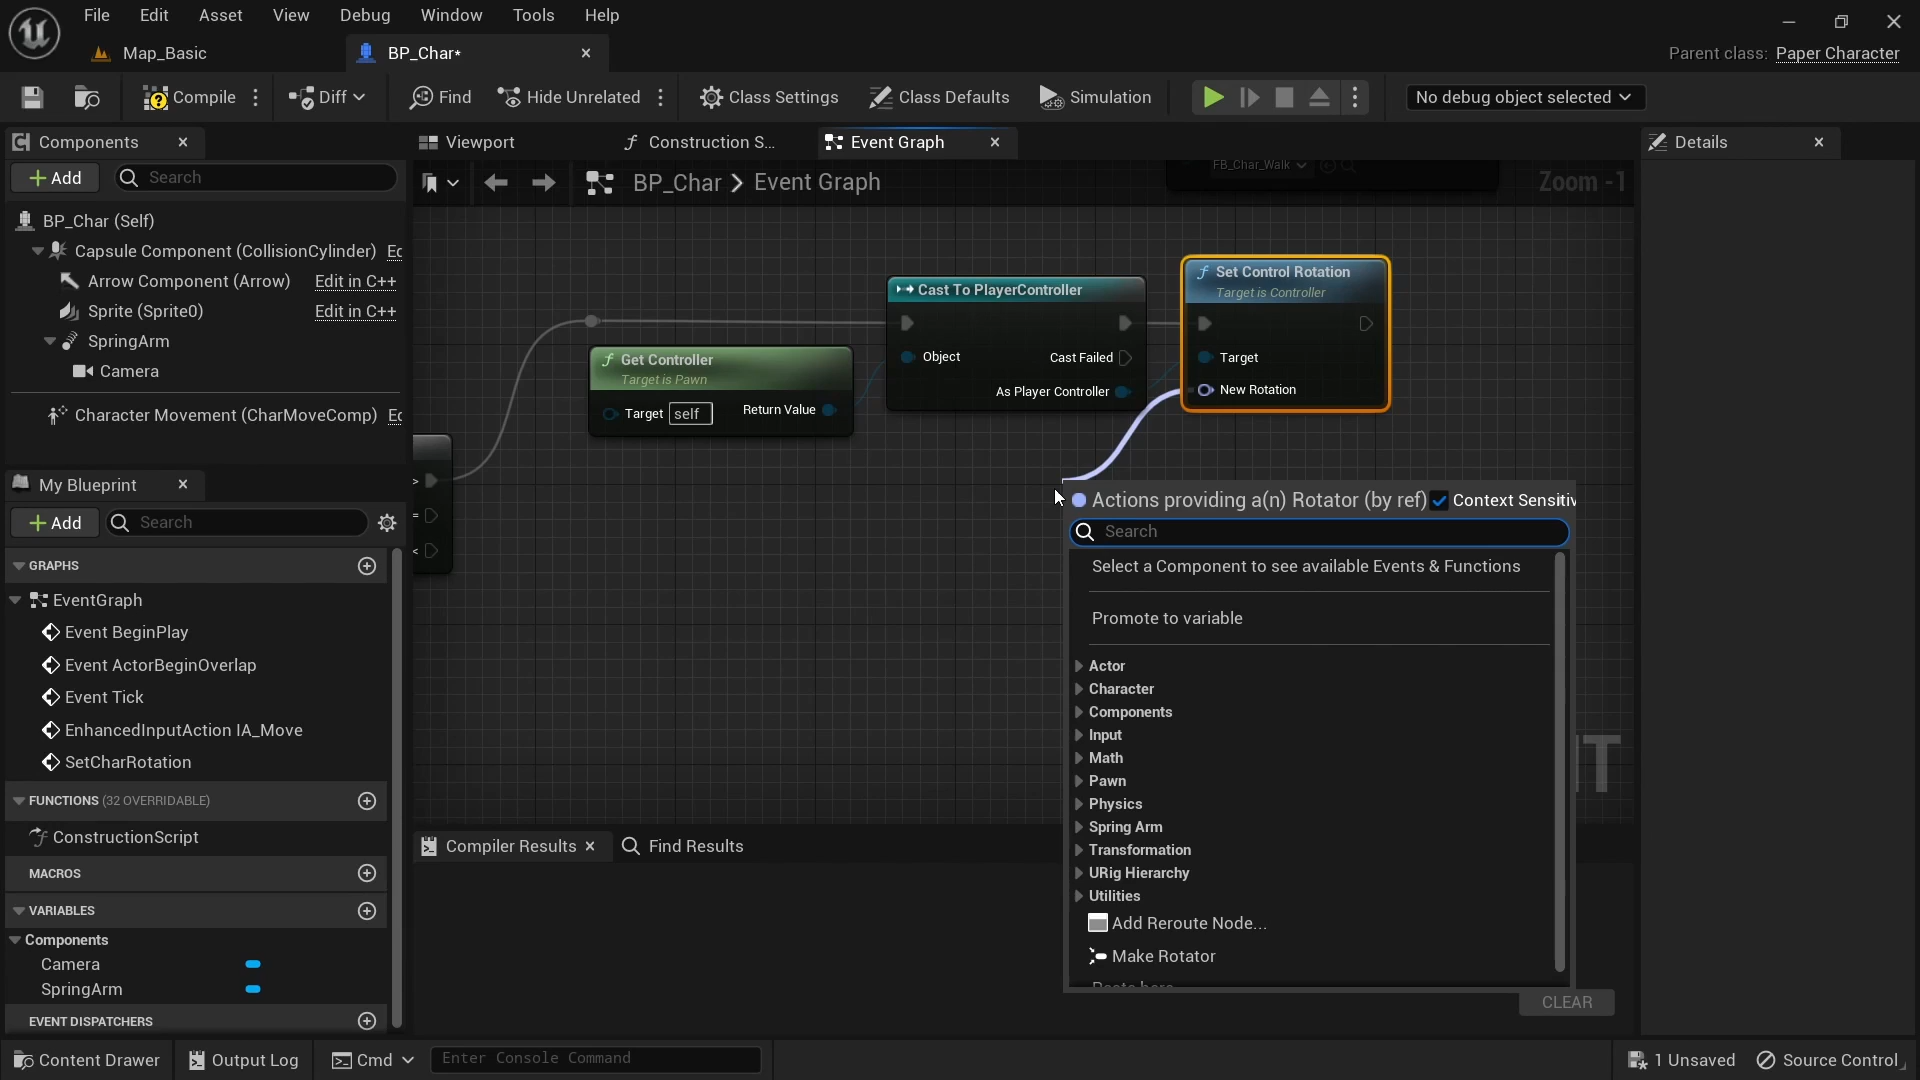 File Edit Asset View Debug Window Tools Help
Map_Basic
BP_Char*
Parent class: Paper Character
Compile
Diff
Find
Hide Unrelated
Class Settings
Class Defaults
Simulation
No debug object selected
Components
Viewport
Construction S...
Event Graph
Details
Add
Search
BP_Char > Event Graph
Zoom -1
FB_Char_Walk
BP_Char (Self)
Capsule Component (CollisionCylinder)
Arrow Component (Arrow) Edit in C++
Sprite (Sprite0) Edit in C++
SpringArm
Camera
Character Movement (CharMoveComp)
Get Controller
Target is Pawn
Target self
Return Value
Cast To PlayerController
Object
Cast Failed
As Player Controller
Set Control Rotation
Target is Controller
Target
New Rotation
>
=
<
Actions providing a(n) Rotator (by ref) Context Sensitiv
Search
Select a Component to see available Events & Functions
Promote to variable
Actor
Character
Components
Input
Math
Pawn
Physics
Spring Arm
Transformation
URig Hierarchy
Utilities
Add Reroute Node...
Make Rotator
My Blueprint
Add
Search
GRAPHS
EventGraph
Event BeginPlay
Event ActorBeginOverlap
Event Tick
EnhancedInputAction IA_Move
SetCharRotation
FUNCTIONS (32 OVERRIDABLE)
ConstructionScript
MACROS
VARIABLES
Components
Camera
SpringArm
EVENT DISPATCHERS
Compiler Results
Find Results
CLEAR
Content Drawer
Output Log
Cmd
Enter Console Command
1 Unsaved
Source Control